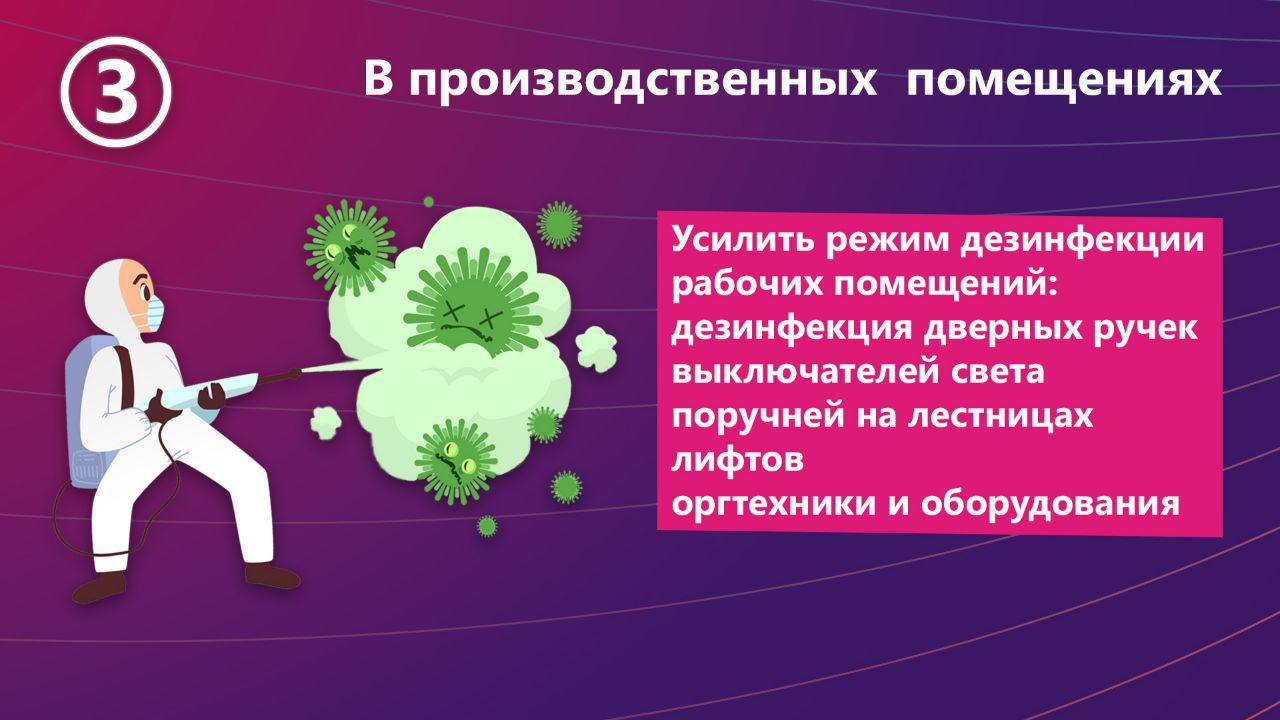 3
В производственных помещениях
Усилить режим дезинфекции
рабочих помещений:
дезинфекция дверных ручек
выключателей света
поручней на лестницах
лифтов
оргтехники и оборудования